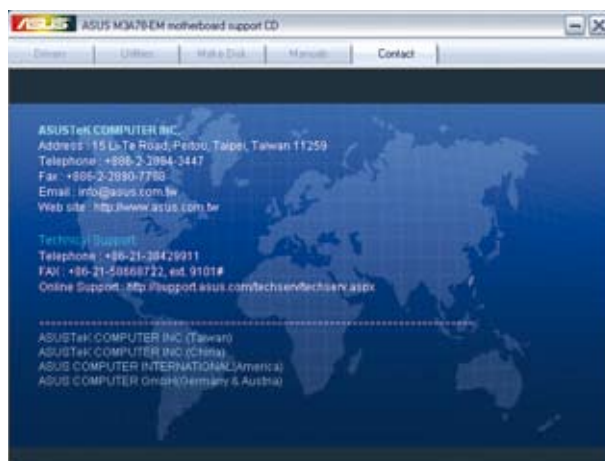 ASUS ASUS M3A78-EM motherboard support CD
Drivers Utilities Make Disk Manuals Contact
ASUSTeK COMPUTER INC.
Address : 15 Li-Te Road, Peitou, Taipei, Taiwan 11259
Telephone : +886-2-2894-3447
Fax : +886-2-2890-7798
Email : info@asus.com.tw
Web site : http://www.asus.com.tw
Technical Support
Telephone : +86-21-38429911
FAX : +86-21-58668722, ext. 9101#
Online Support : http://support.asus.com/techserv/techserv.aspx
ASUSTeK COMPUTER INC.(Taiwan)
ASUSTeK COMPUTER INC.(China)
ASUS COMPUTER INTERNATIONAL(America)
ASUS COMPUTER GmbH(Germany & Austria)